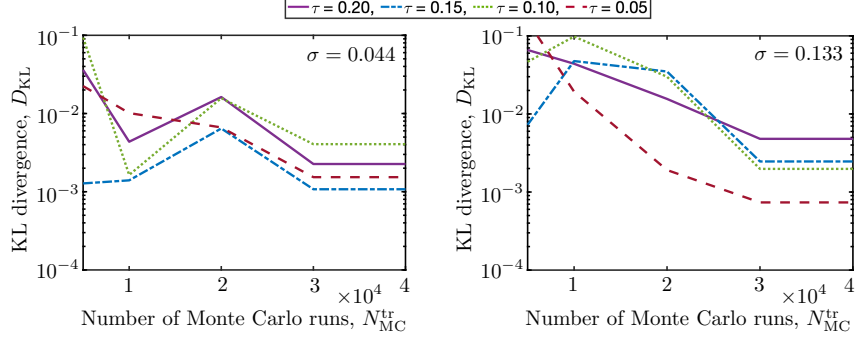 τ = 0.20, τ = 0.15, τ = 0.10, τ = 0.05
σ = 0.044
KL divergence, D_KL
10^-1
10^-2
10^-3
10^-4
1 2 3 4
×10^4
Number of Monte Carlo runs, N_MC^tr
σ = 0.133
KL divergence, D_KL
10^-1
10^-2
10^-3
10^-4
1 2 3 4
×10^4
Number of Monte Carlo runs, N_MC^tr